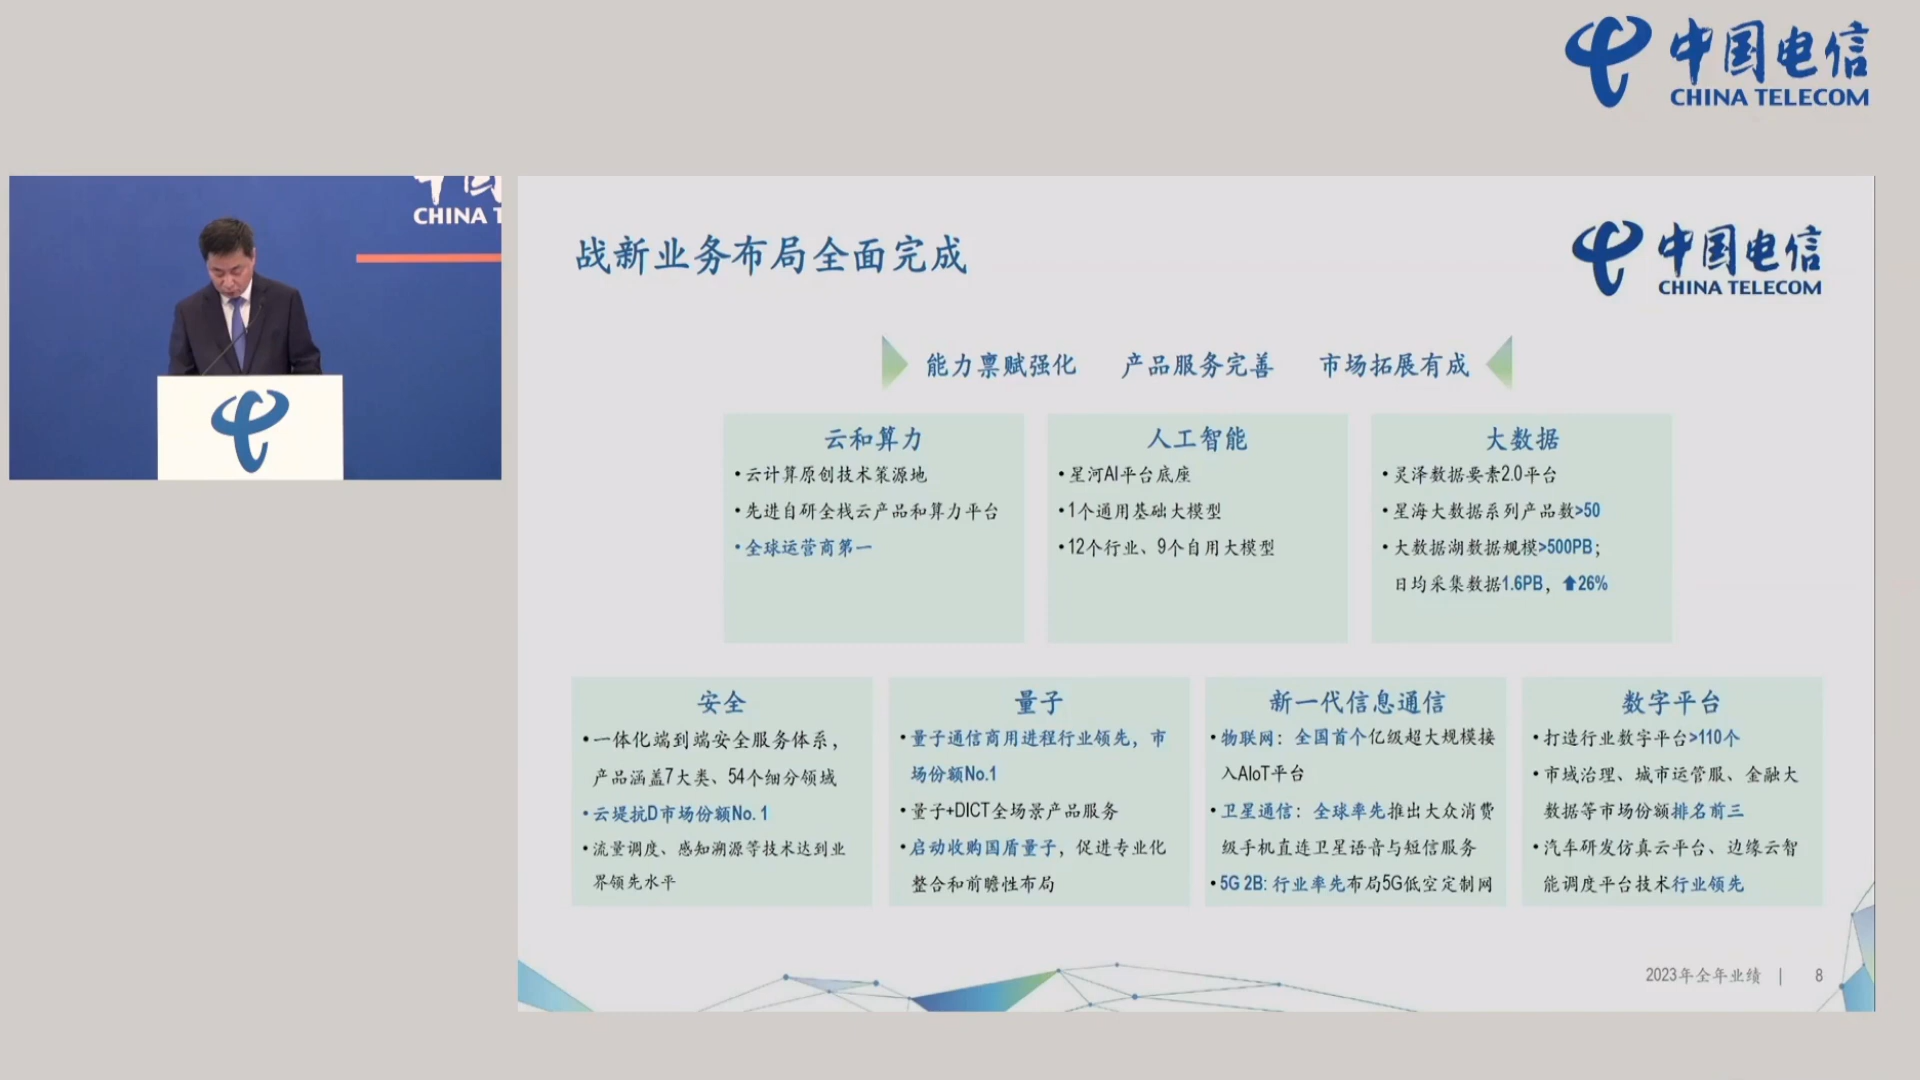 中国电信
CHINA TELECOM
CHINA T
战新业务布局全面完成
中国电信
CHINA TELECOM
能力禀赋强化 产品服务完善 市场拓展有成
云和算力
•云计算原创技术策源地
•先进自研全栈云产品和算力平台
•全球运营商第一
人工智能
•星河AI平台底座
•1个通用基础大模型
•12个行业、9个自用大模型
大数据
•灵泽数据要素2.0平台
•星海大数据系列产品数>50
•大数据湖数据规模>500PB；
日均采集数据1.6PB，⬆26%
安全
•一体化端到端安全服务体系，
产品涵盖7大类、54个细分领域
•云堤抗D市场份额No.1
•流量调度、感知溯源等技术达到业
界领先水平
量子
•量子通信商用进程行业领先，市
场份额No.1
•量子+DICT全场景产品服务
•启动收购国盾量子，促进专业化
整合和前瞻性布局
新一代信息通信
•物联网：全国首个亿级超大规模接
入AIoT平台
•卫星通信：全球率先推出大众消费
级手机直连卫星语音与短信服务
•5G 2B: 行业率先布局5G低空定制网
数字平台
•打造行业数字平台>110个
•市域治理、城市运管服、金融大
数据等市场份额排名前三
•汽车研发仿真云平台、边缘云智
能调度平台技术行业领先
2023年全年业绩 | 8